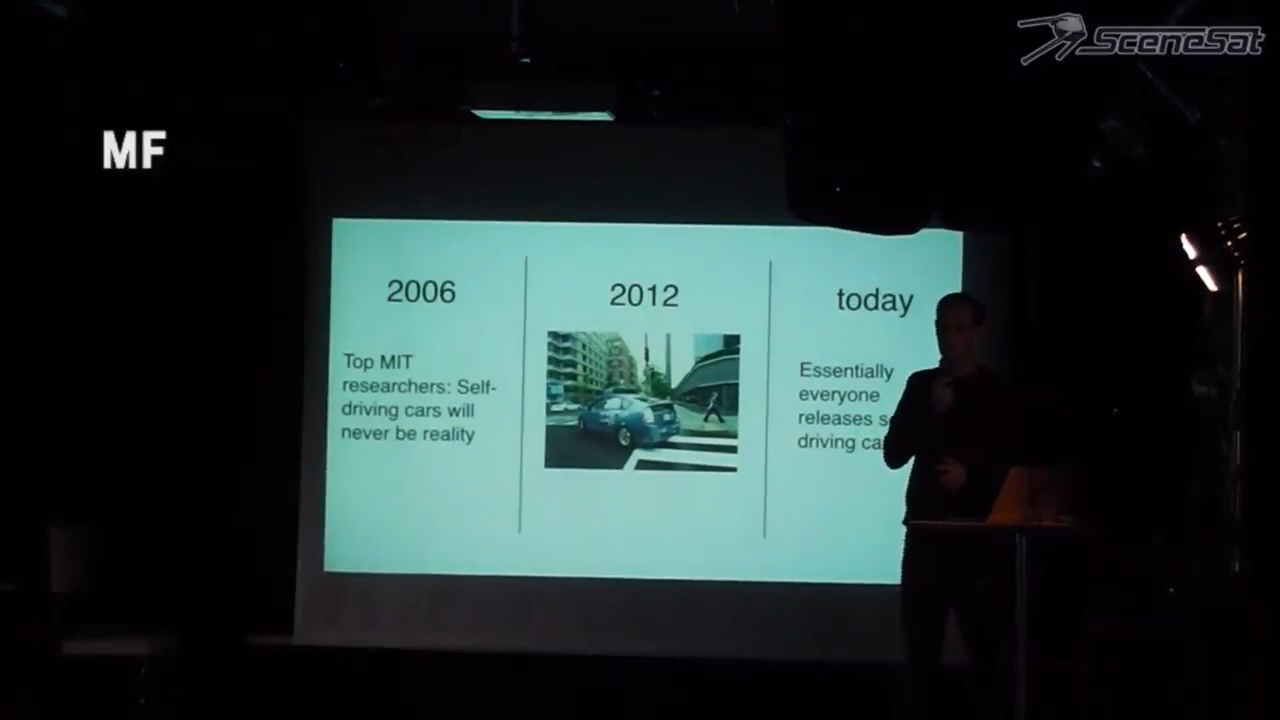 SceneSat
MF
2006
Top MIT
researchers: Self-
driving cars will
never be reality
2012
today
Essentially
everyone
releases
driving